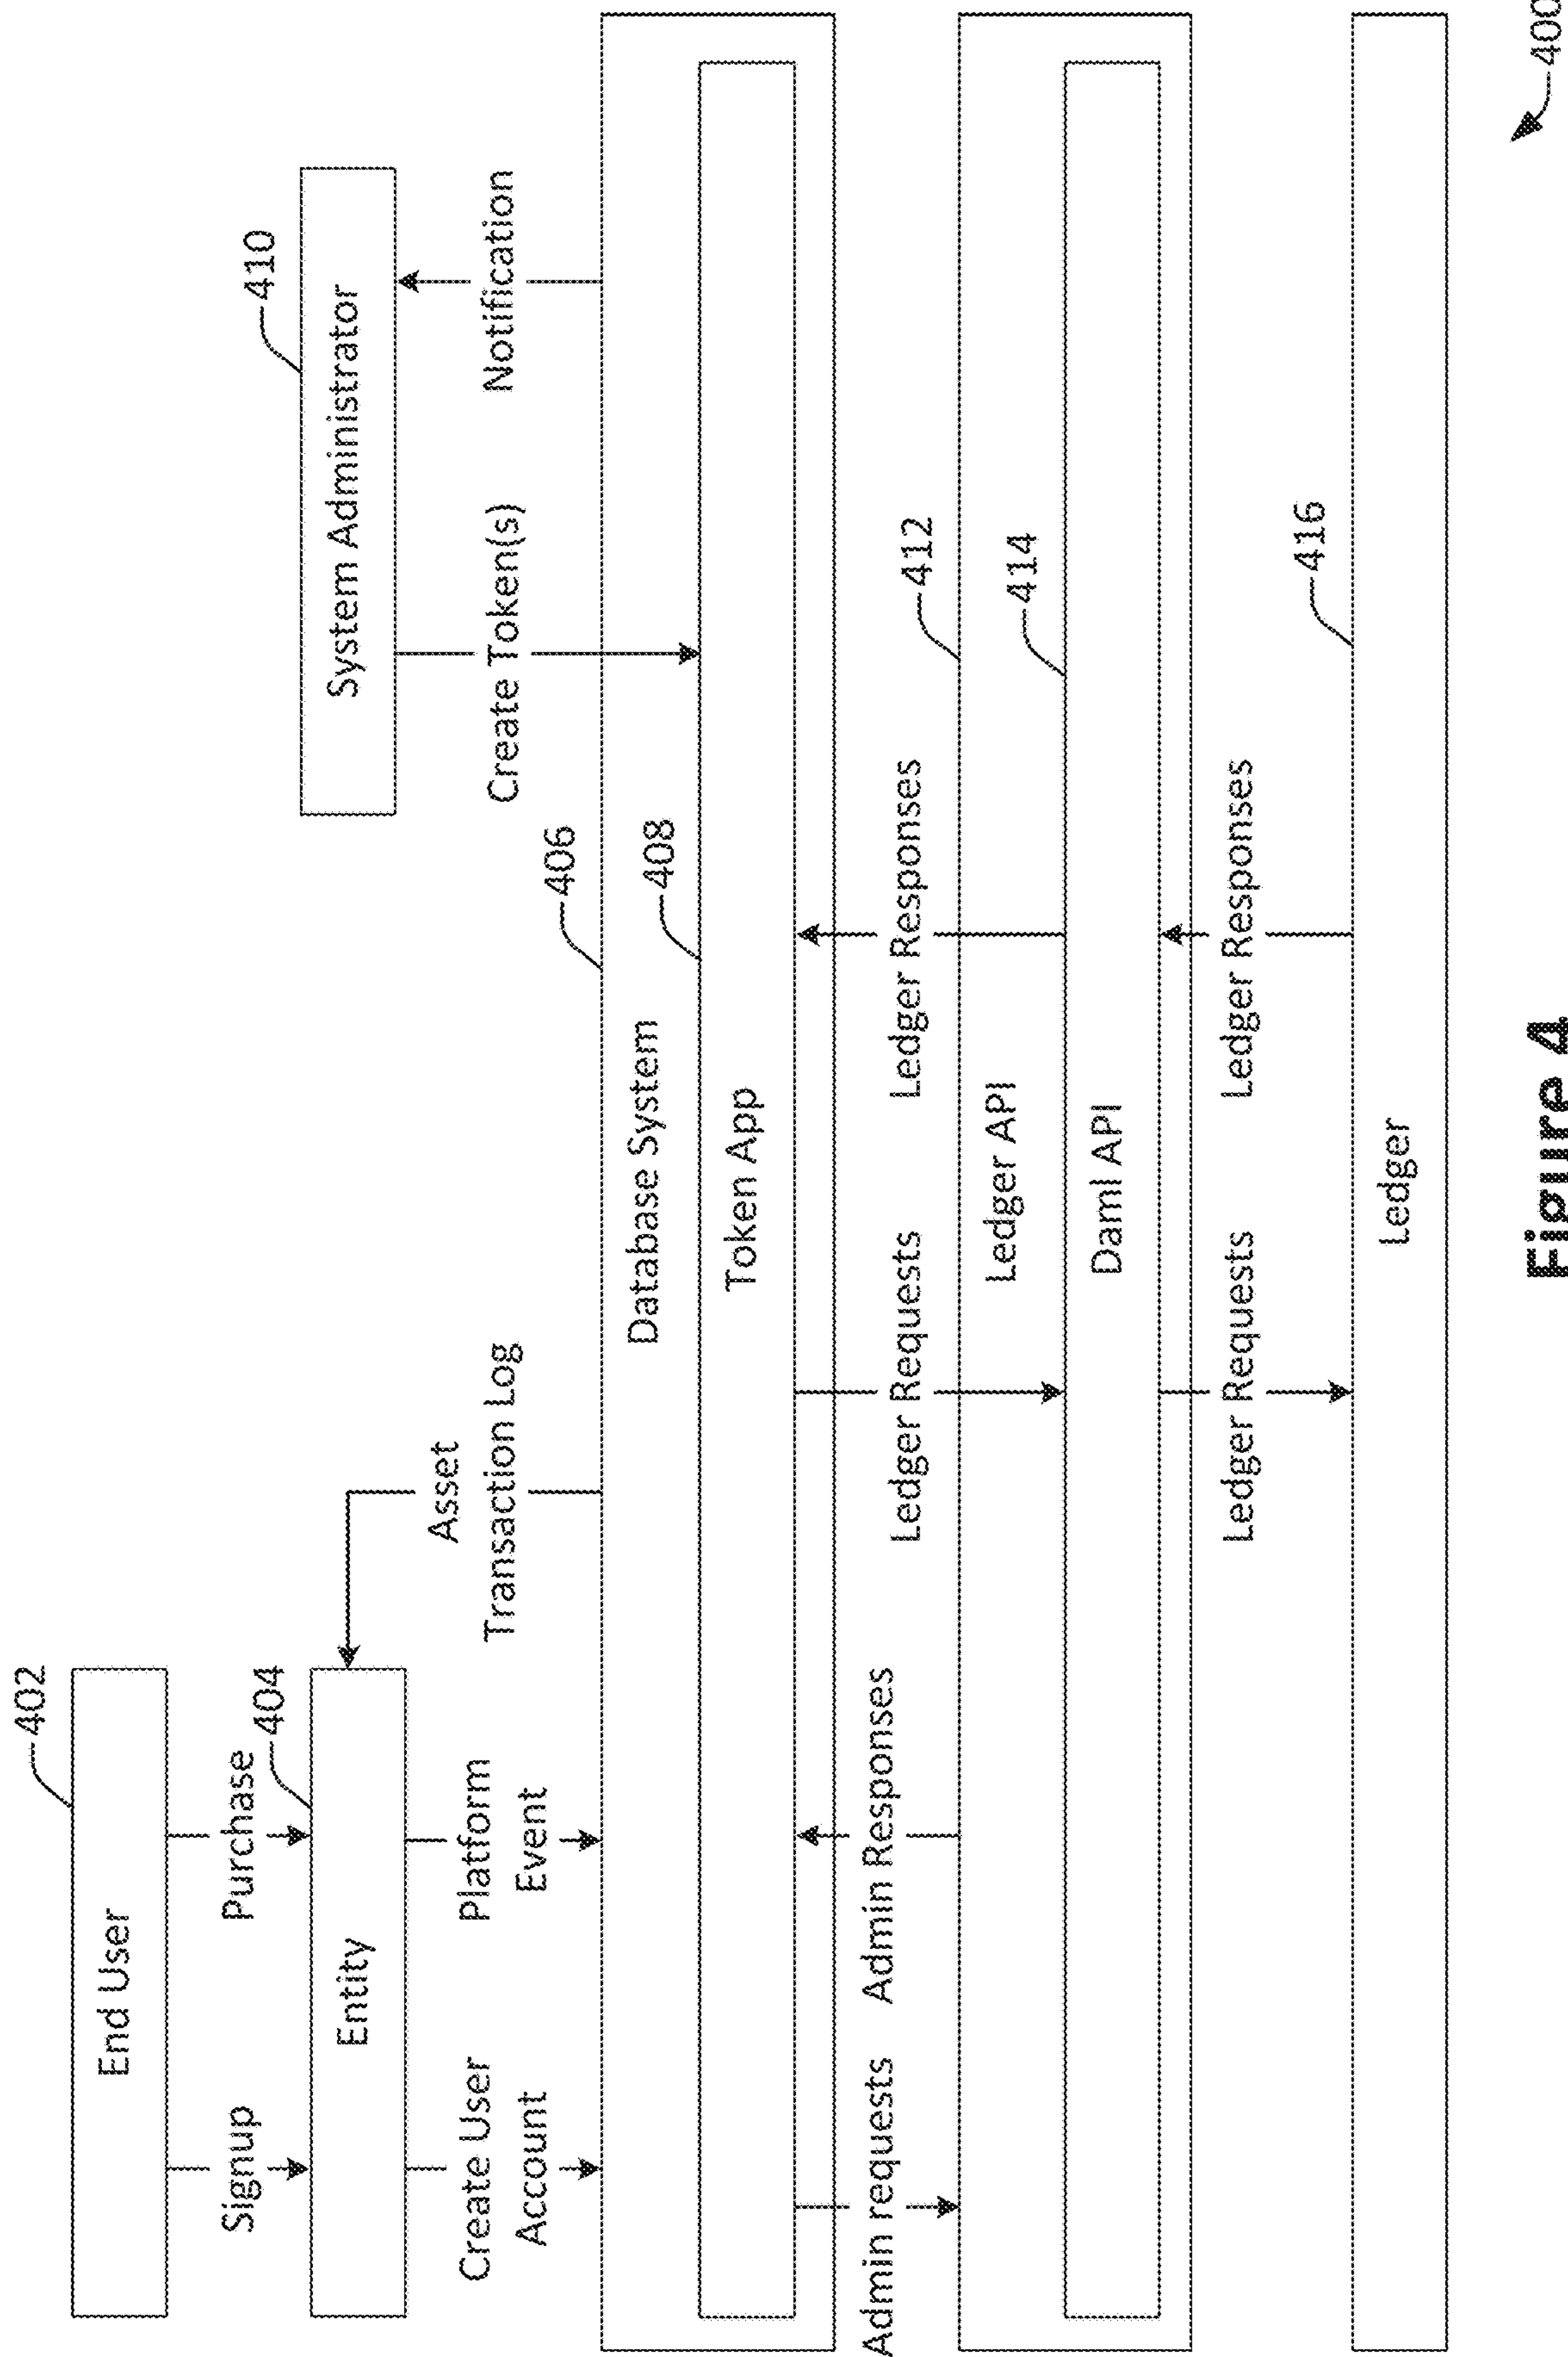 402
End User
Signup
Purchase
404
Entity
Create User
Account
Platform
Event
Asset
Transaction Log
410
System Administrator
Create Token(s)
Notification
406
Database System
408
Token App
Admin requests
Admin Responses
Ledger Requests
Ledger Responses
412
Ledger API
414
Daml API
Ledger Requests
Ledger Responses
416
Ledger
Figure 4
400